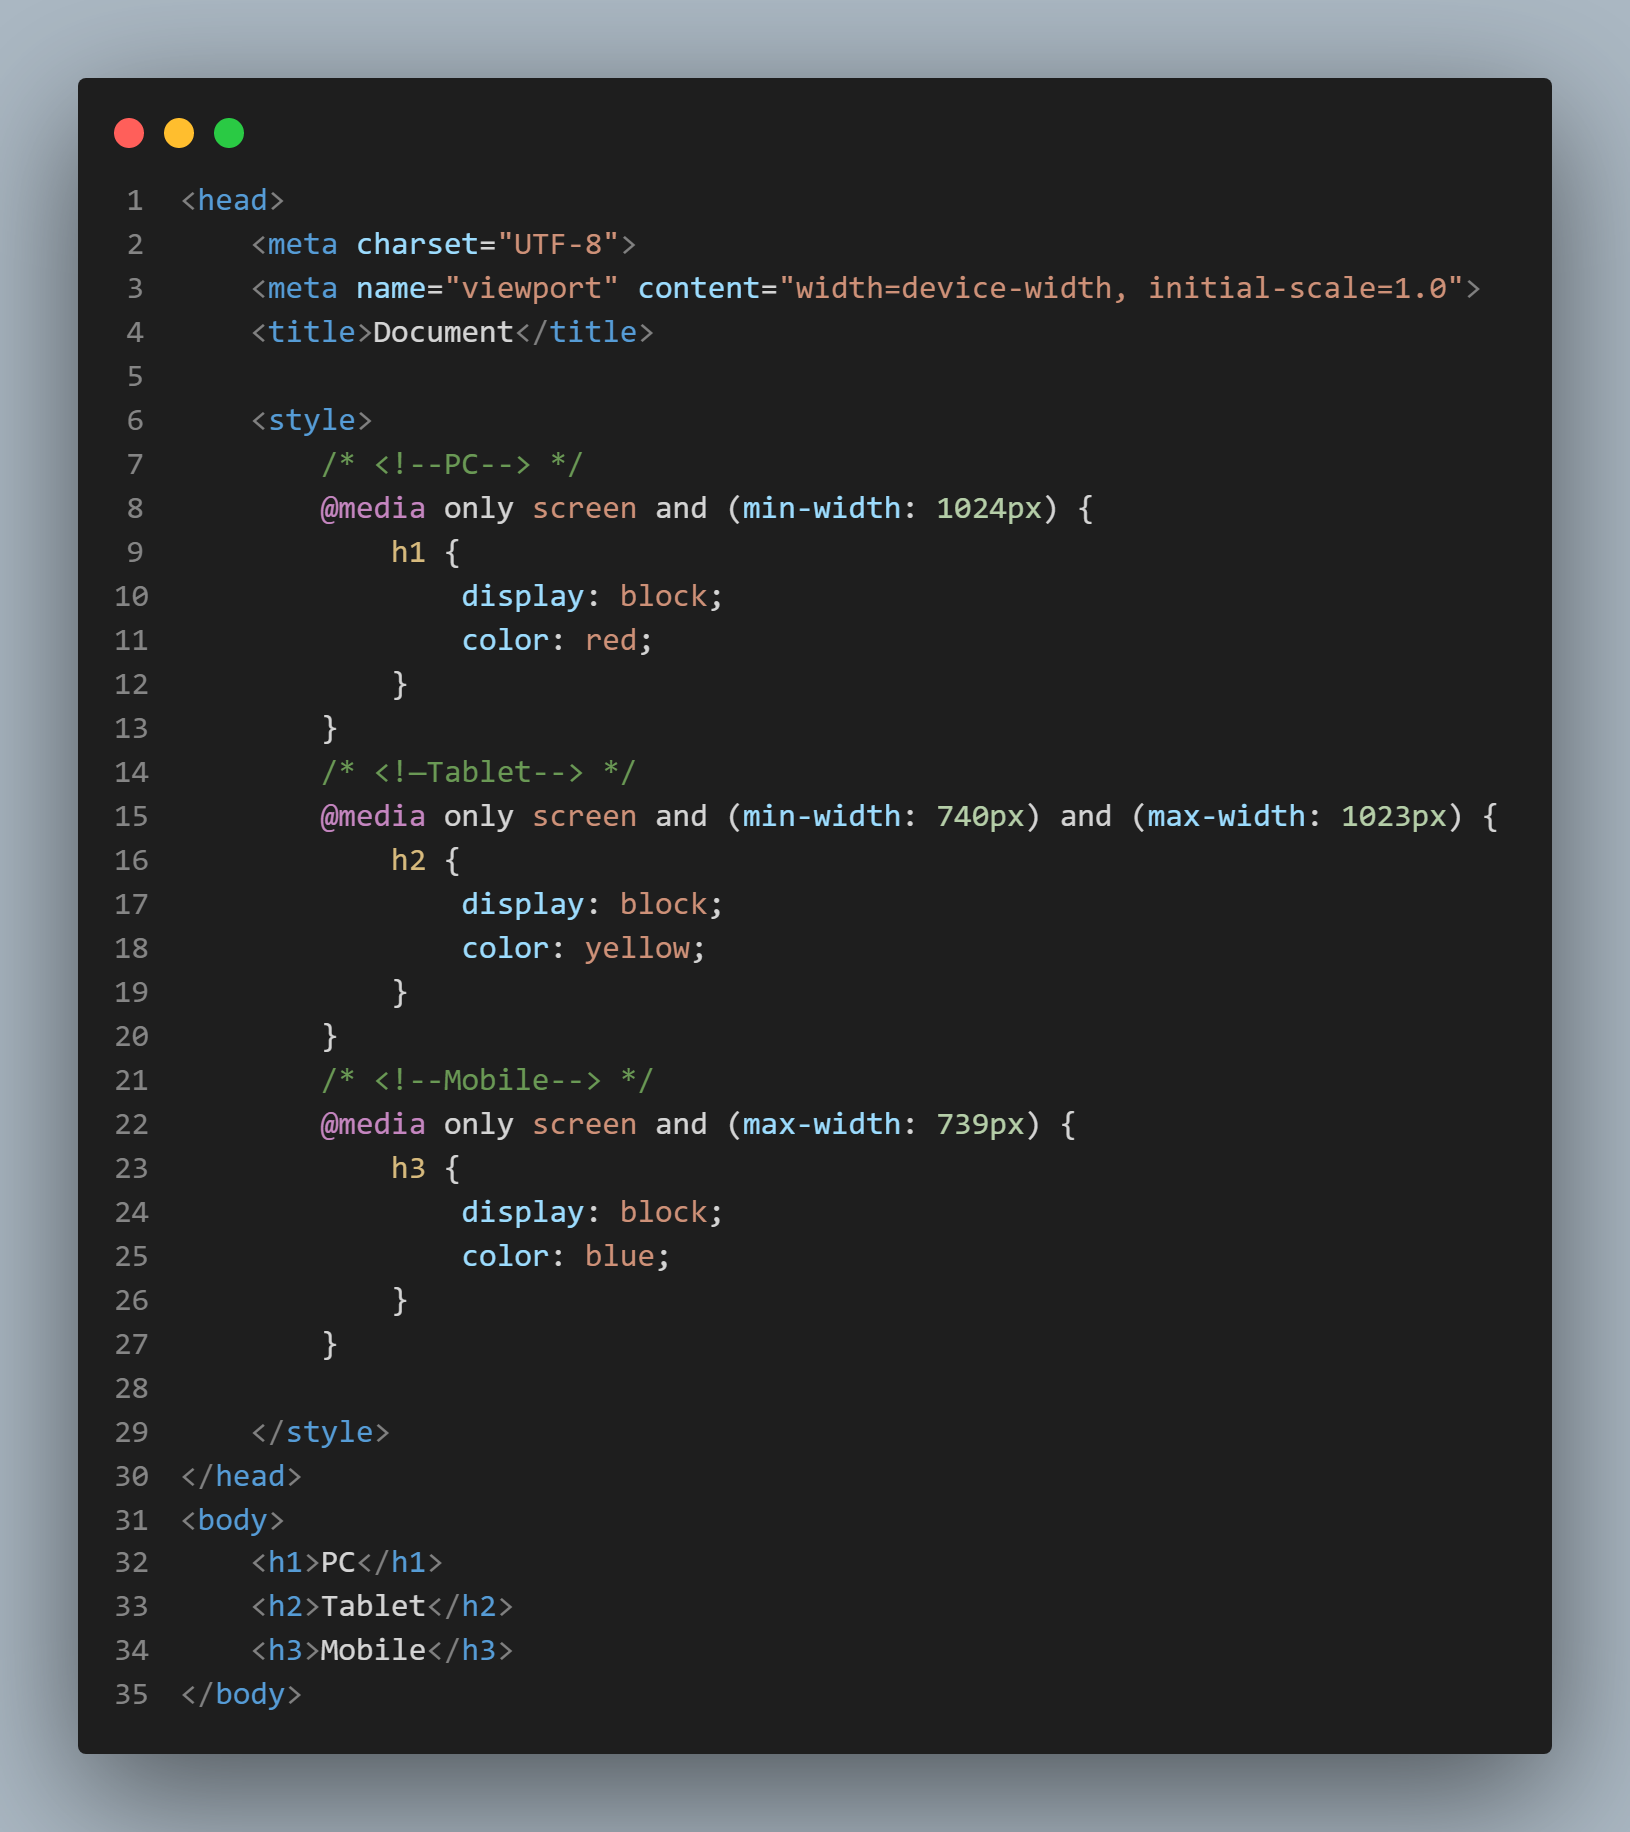 1 <head>
2     <meta charset="UTF-8">
3     <meta name="viewport" content="width=device-width, initial-scale=1.0">
4     <title>Document</title>
5
6     <style>
7         /* <!--PC--> */
8         @media only screen and (min-width: 1024px) {
9             h1 {
10                 display: block;
11                 color: red;
12             }
13         }
14         /* <!—Tablet--> */
15         @media only screen and (min-width: 740px) and (max-width: 1023px) {
16             h2 {
17                 display: block;
18                 color: yellow;
19             }
20         }
21         /* <!--Mobile--> */
22         @media only screen and (max-width: 739px) {
23             h3 {
24                 display: block;
25                 color: blue;
26             }
27         }
28
29     </style>
30 </head>
31 <body>
32     <h1>PC</h1>
33     <h2>Tablet</h2>
34     <h3>Mobile</h3>
35 </body>